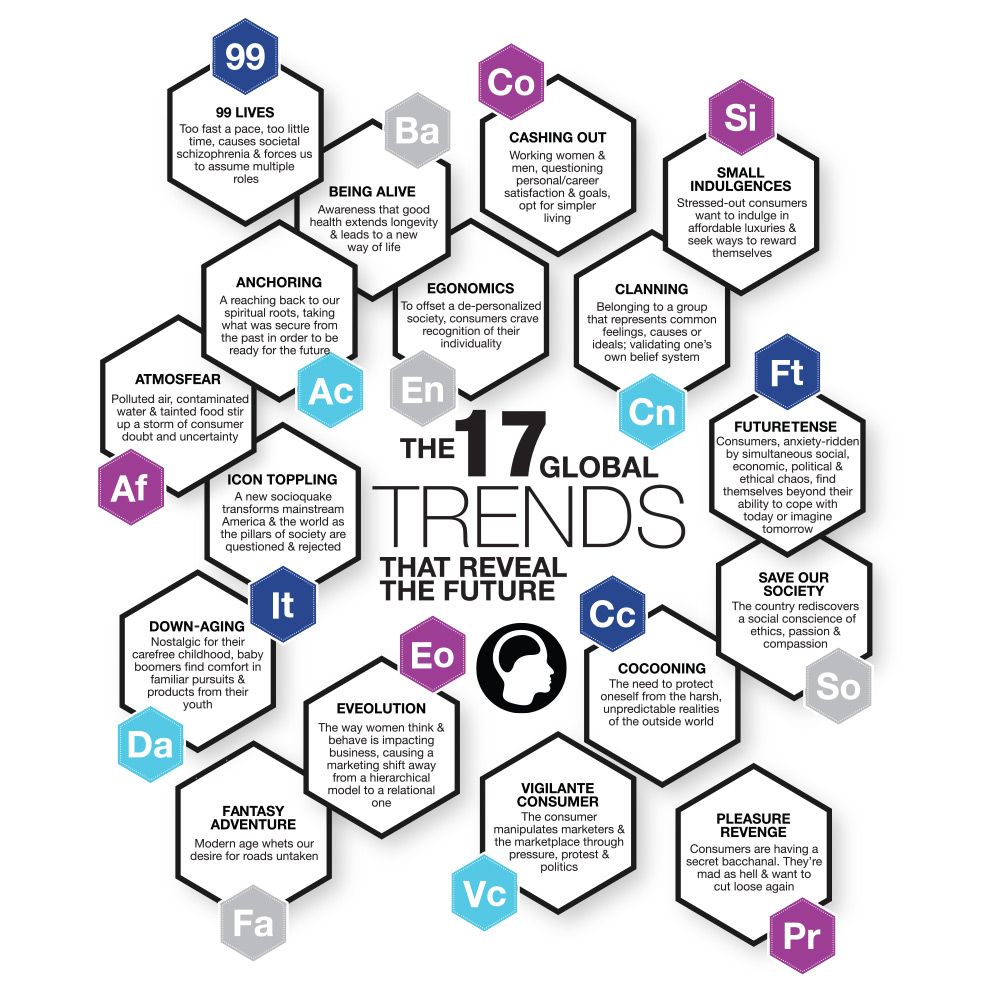 99
99 LIVES
Too fast a pace, too little
time, causes societal
schizophrenia & forces us
to assume multiple
roles
Ba
BEING ALIVE
Awareness that good
health extends longevity
& leads to a new
way of life
Co
CASHING OUT
Working women &
men, questioning
personal/career
satisfaction & goals,
opt for simpler
living
Si
SMALL
INDULGENCES
Stressed-out consumers
want to indulge in
affordable luxuries &
seek ways to reward
themselves
ANCHORING
A reaching back to our
spiritual roots, taking
what was secure from
the past in order to be
ready for the future
Ac
EGONOMICS
To offset a de-personalized
society, consumers crave
recognition of their
individuality
En
CLANNING
Belonging to a group
that represents common
feelings, causes or
ideals; validating one's
own belief system
Cn
ATMOSFEAR
Polluted air, contaminated
water & tainted food stir
up a storm of consumer
doubt and uncertainty
Af
Ft
FUTURETENSE
Consumers, anxiety-ridden
by simultaneous social,
economic, political &
ethical chaos, find
themselves beyond their
ability to cope with
today or imagine
tomorrow
THE 17 GLOBAL
TRENDS
THAT REVEAL
THE FUTURE
ICON TOPPLING
A new socioquake
transforms mainstream
America & the world as
the pillars of society are
questioned & rejected
It
SAVE OUR
SOCIETY
The country rediscovers
a social conscience of
ethics, passion &
compassion
So
DOWN-AGING
Nostalgic for their
carefree childhood, baby
boomers find comfort in
familiar pursuits &
products from their
youth
Da
Eo
EVEOLUTION
The way women think &
behave is impacting
business, causing a
marketing shift away
from a hierarchical
model to a relational
one
Cc
COCOONING
The need to protect
oneself from the harsh,
unpredictable realities
of the outside world
FANTASY
ADVENTURE
Modern age whets our
desire for roads untaken
Fa
VIGILANTE
CONSUMER
The consumer
manipulates marketers &
the marketplace through
pressure, protest &
politics
Vc
PLEASURE
REVENGE
Consumers are having a
secret bacchanal. They're
mad as hell & want to
cut loose again
Pr